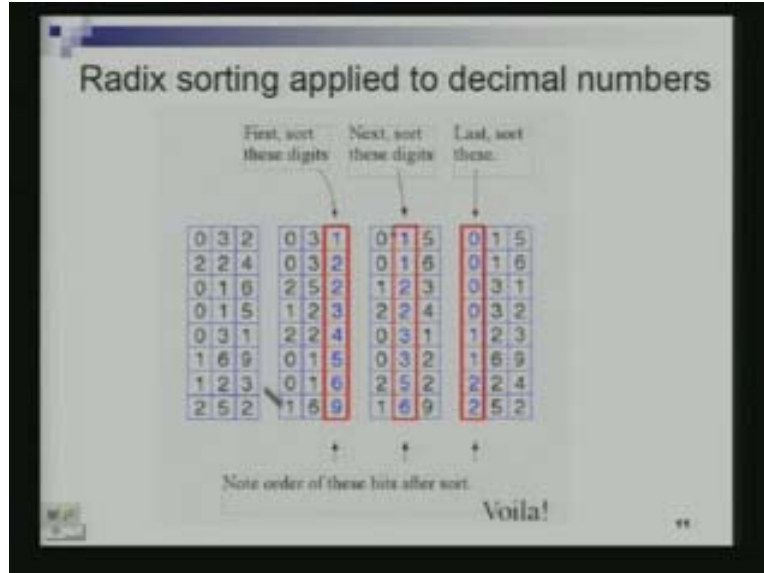 Radix sorting applied to decimal numbers
First, sort
these digits
Next, sort
these digits
Last, sort
these.
0 3 2 0 3 1 0 1 5 0 1 5
2 2 4 0 3 2 0 1 6 0 1 6
0 1 6 2 5 2 1 2 3 0 3 1
0 1 5 1 2 3 2 2 4 0 3 2
0 3 1 2 2 4 0 3 1 1 2 3
1 6 9 0 1 5 0 3 2 1 6 9
1 2 3 0 1 6 2 5 2 2 2 4
2 5 2 1 6 9 1 6 9 2 5 2
Note order of these bits after sort.
Voila!